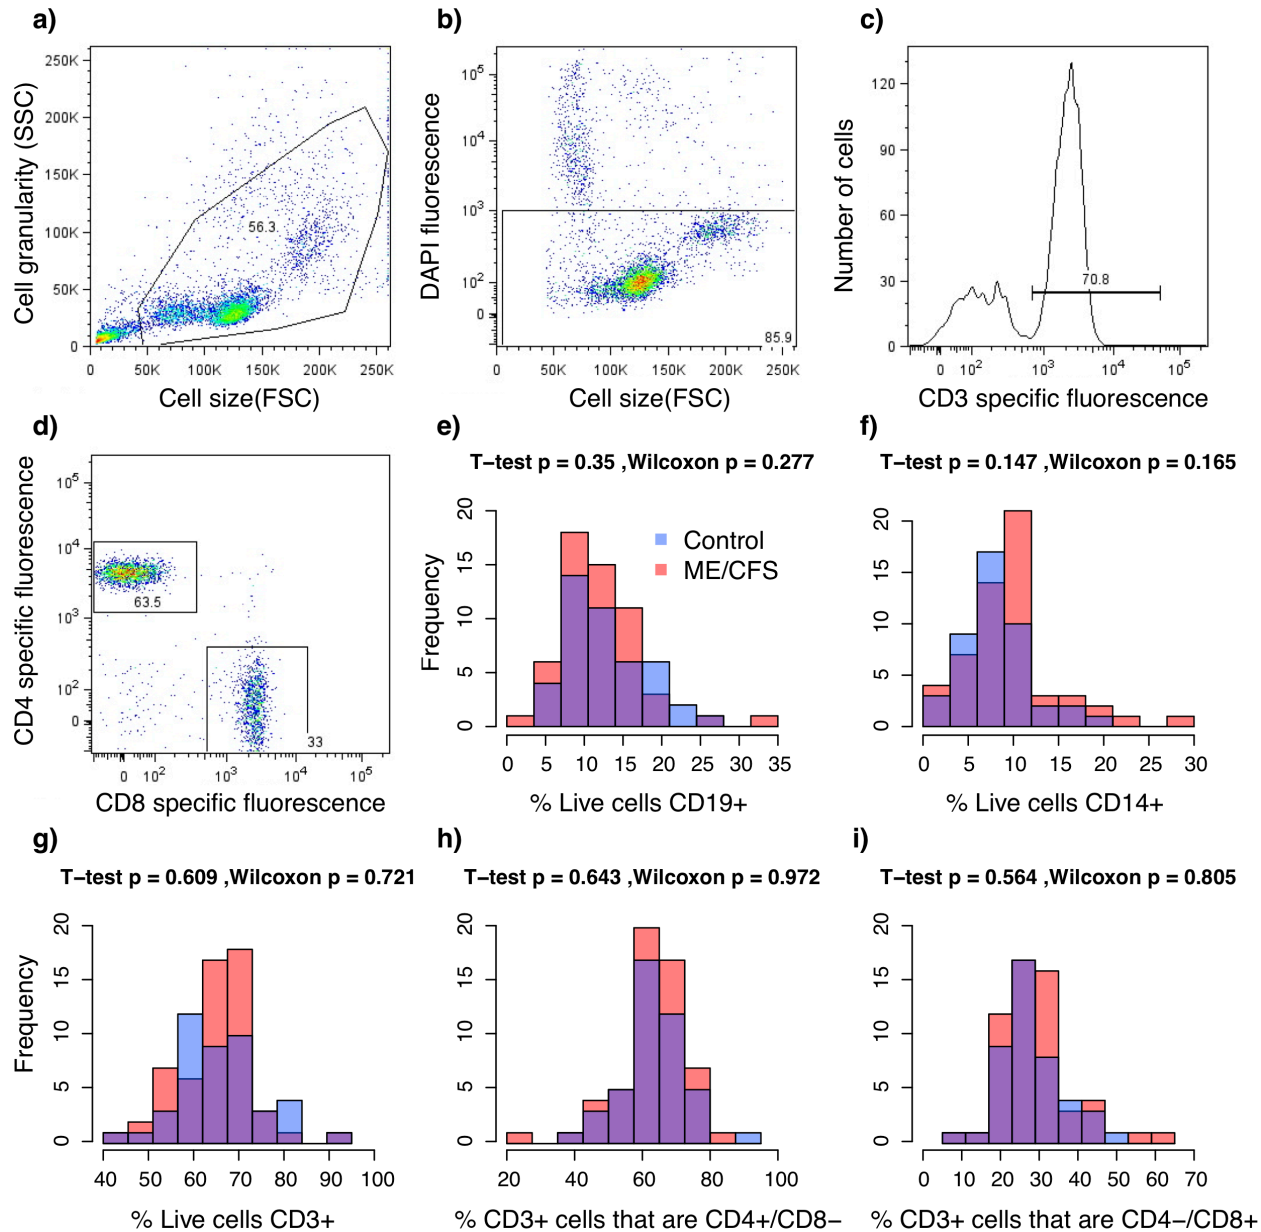 a)
250K
200K
150K
100K
50K
0
56.3
0 50K 100K 150K 200K 250K
Cell granularity (SSC)
Cell size(FSC)
b)
10^5
10^4
10^3
10^2
0
85.9
0 50K 100K 150K 200K 250K
DAPI fluorescence
Cell size(FSC)
c)
120
90
60
30
0
70.8
0 10^2 10^3 10^4 10^5
Number of cells
CD3 specific fluorescence
d)
10^5
10^4
10^3
10^2
0
63.5
33
0 10^2 10^3 10^4 10^5
CD4 specific fluorescence
CD8 specific fluorescence
e)
T−test p = 0.35 ,Wilcoxon p = 0.277
20
15
10
5
0
Control
ME/CFS
0 5 10 15 20 25 30 35
Frequency
% Live cells CD19+
f)
T−test p = 0.147 ,Wilcoxon p = 0.165
20
15
10
5
0
0 5 10 15 20 25 30
% Live cells CD14+
g)
T−test p = 0.609 ,Wilcoxon p = 0.721
20
15
10
5
0
40 50 60 70 80 90 100
Frequency
% Live cells CD3+
h)
T−test p = 0.643 ,Wilcoxon p = 0.972
20
15
10
5
0
20 40 60 80 100
% CD3+ cells that are CD4+/CD8−
i)
T−test p = 0.564 ,Wilcoxon p = 0.805
20
15
10
5
0
0 10 20 30 40 50 60 70
% CD3+ cells that are CD4−/CD8+